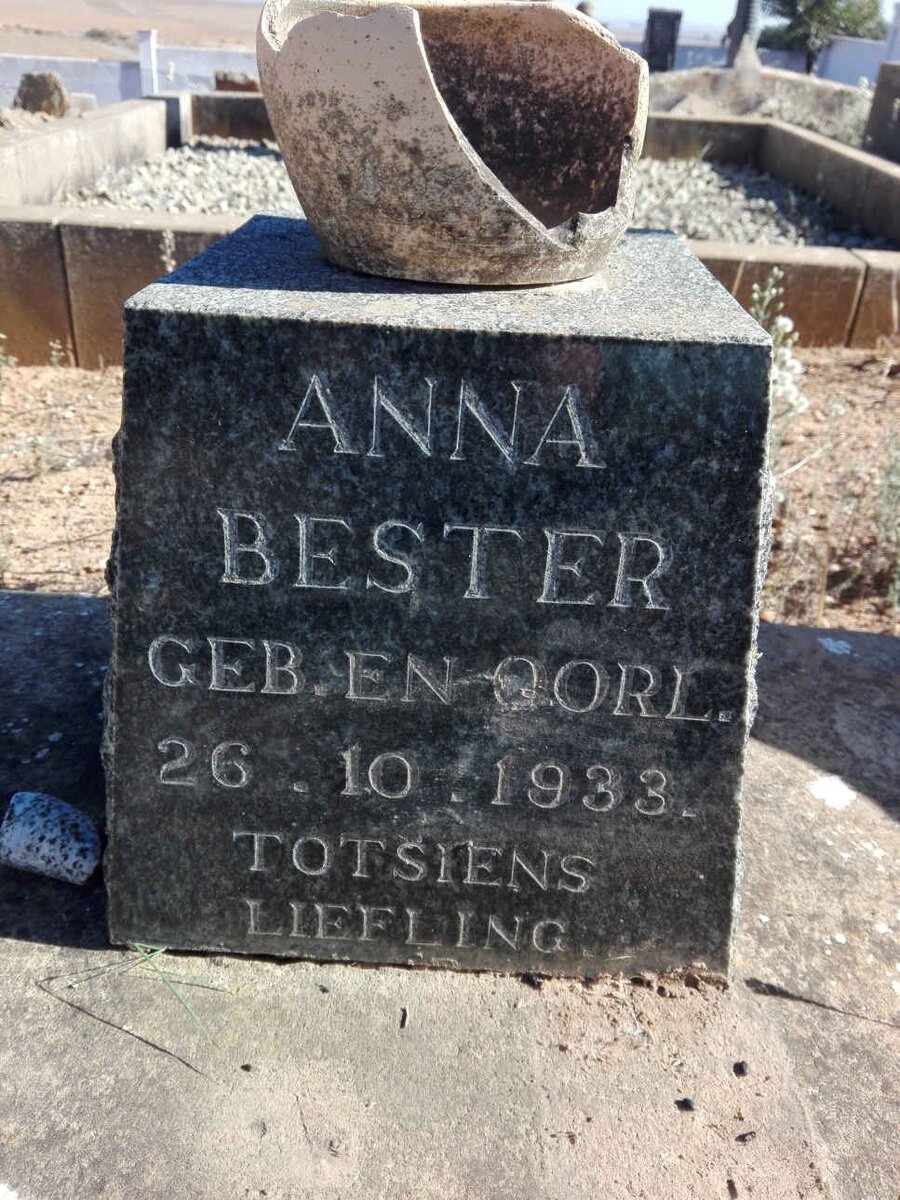 ANNA
BESTER
GEB. EN OORL.
26 . 10 . 1933.
TOTSIENS
LIEFLING